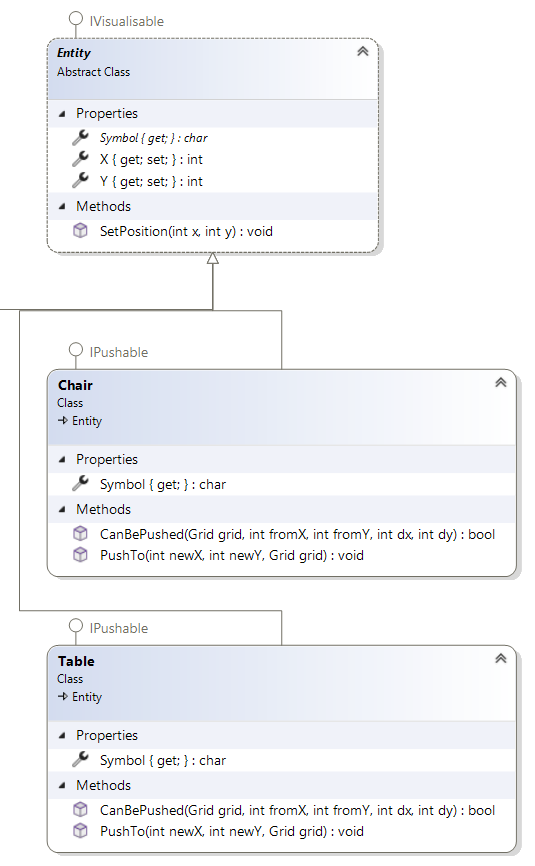 IVisualisable
Entity
Abstract Class
Properties
Symbol { get; } : char
X { get; set; } : int
Y { get; set; } : int
Methods
SetPosition(int x, int y) : void
IPushable
Chair
Class
Entity
Properties
Symbol { get; } : char
Methods
CanBePushed(Grid grid, int fromX, int fromY, int dx, int dy) : bool
PushTo(int newX, int newY, Grid grid) : void
IPushable
Table
Class
Entity
Properties
Symbol { get; } : char
Methods
CanBePushed(Grid grid, int fromX, int fromY, int dx, int dy) : bool
PushTo(int newX, int newY, Grid grid) : void